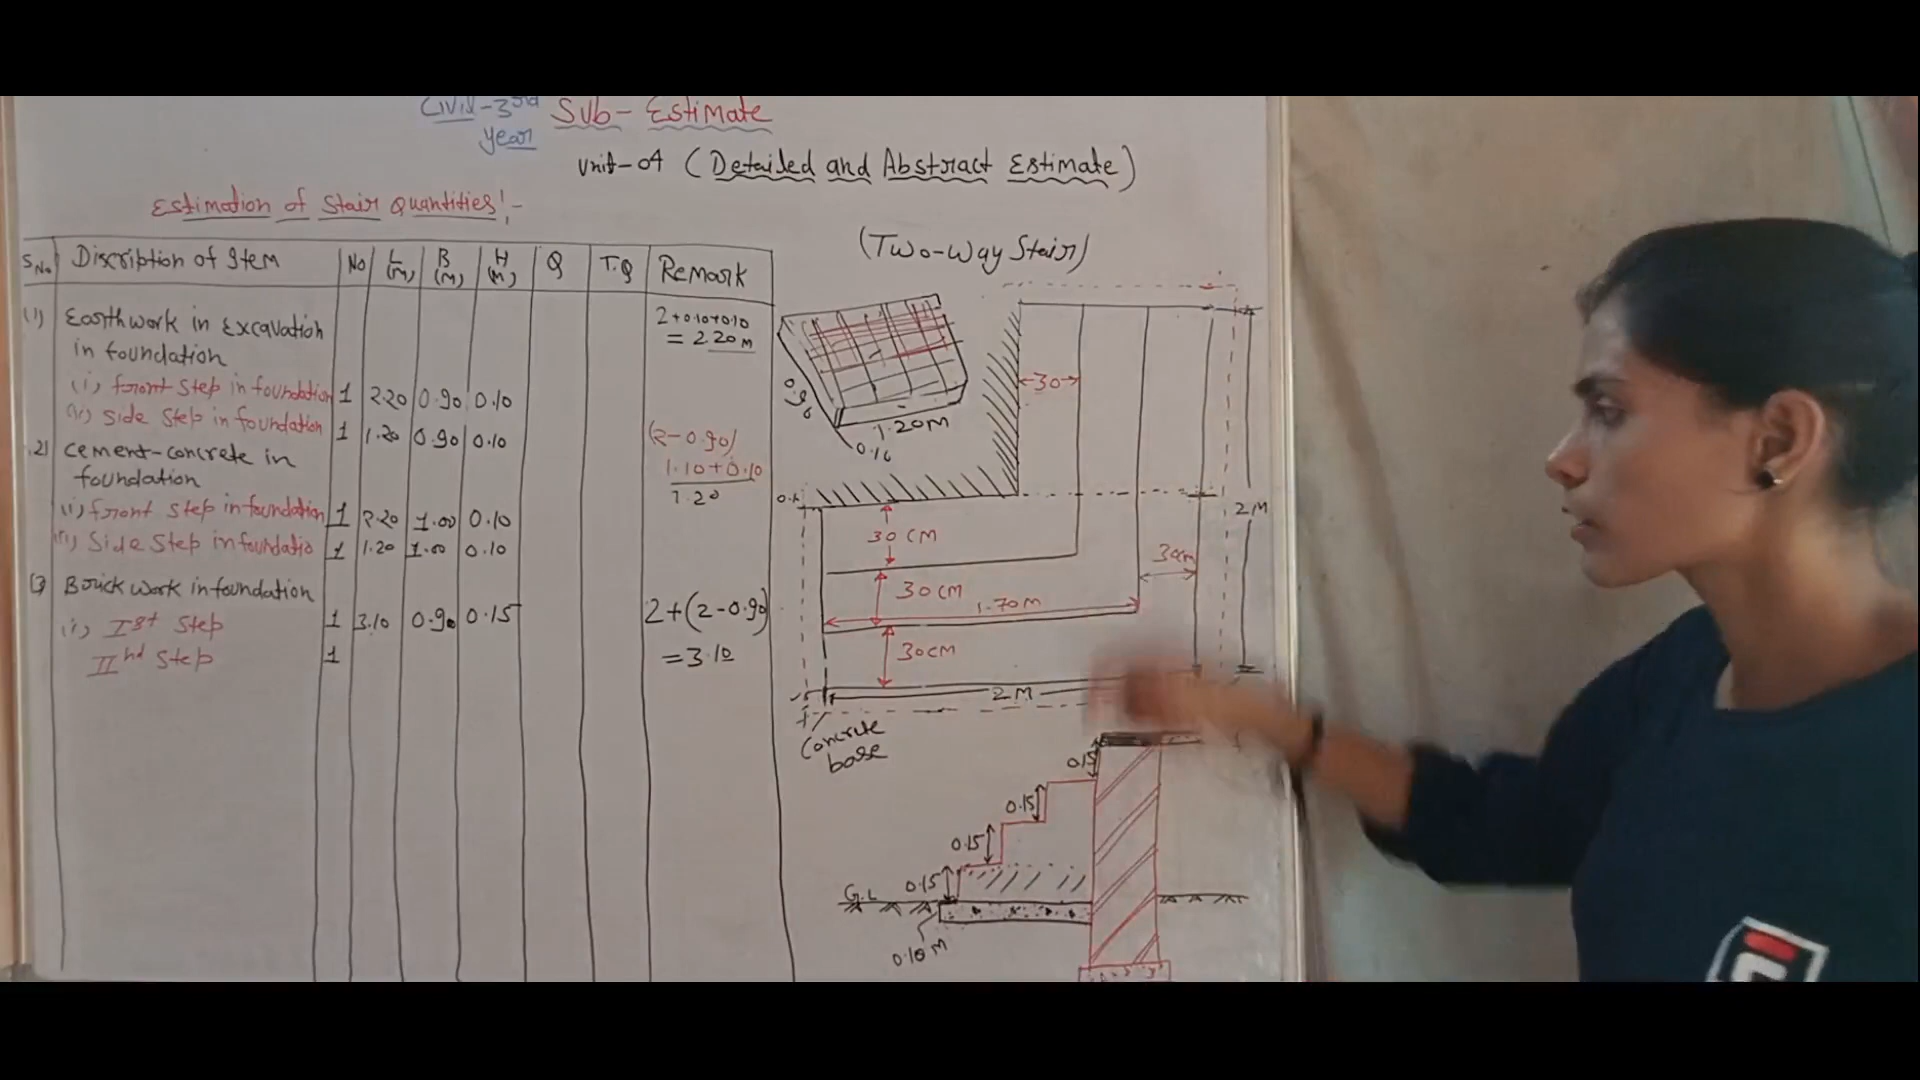 Civil-3rd Sub- Estimate
year
Unit-04 (Detailed and Abstract Estimate)
Estimation of Stair Quantities!-
S.No Discription of Item No L (M) B (M) H (M) Q T.Q Remark
(1) Earthwork in Excavation
in foundation
2+0.10+0.10
= 2.20 M
(i) front Step in foundation 1 2.20 0.90 0.10
(ii) Side Step in foundation 1 1.20 0.90 0.10
(2-0.90)
1.10+0.10
1.20
2) Cement-concrete in
foundation
(i) front Step in foundation 1 2.20 1.00 0.10
(ii) Side Step in foundatio 1 1.20 1.00 0.10
(3) Brick work in foundation
(i) Ist Step 1 3.10 0.90 0.15
2+(2-0.90)
=3.10
IInd Step 1
(Two-Way Stair)
0.90
1.20M
0.10
30
2M
30 CM
30cm
30CM
1.70M
30cm
2M
Concrete
base
0.15
0.15
0.15
0.15
G.L
0.10M